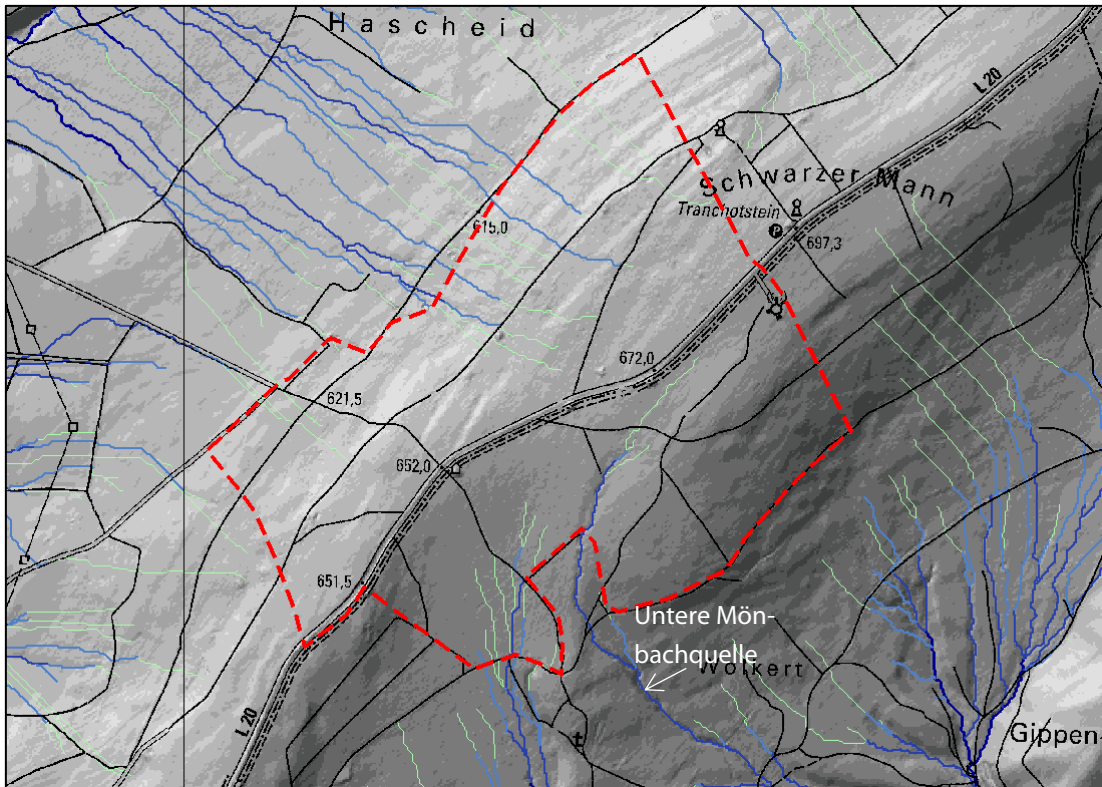 Hascheid
L 20
Schwarzer Mann
Tranchotstein
P
697,3
615,0
672,0
621,5
652,0
651,5
Untere Mön-
bachquelle
Wolkert
L 20
Gippen-